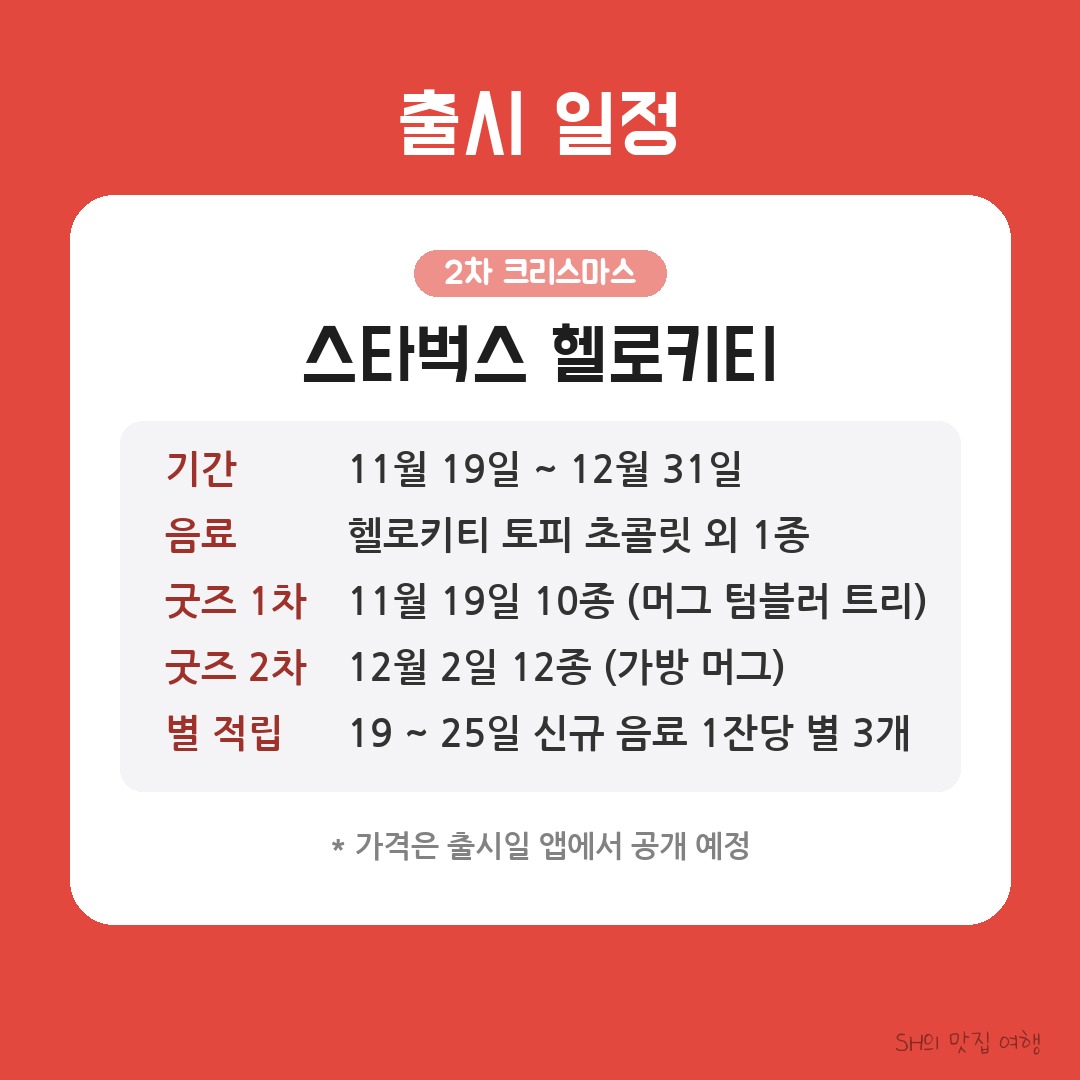 출시 일정
2차 크리스마스
스타벅스 헬로키티
기간 11월 19일 ~ 12월 31일
음료 헬로키티 토피 초콜릿 외 1종
굿즈 1차 11월 19일 10종 (머그 텀블러 트리)
굿즈 2차 12월 2일 12종 (가방 머그)
별 적립 19 ~ 25일 신규 음료 1잔당 별 3개
* 가격은 출시일 앱에서 공개 예정
SH의 맛집 여행